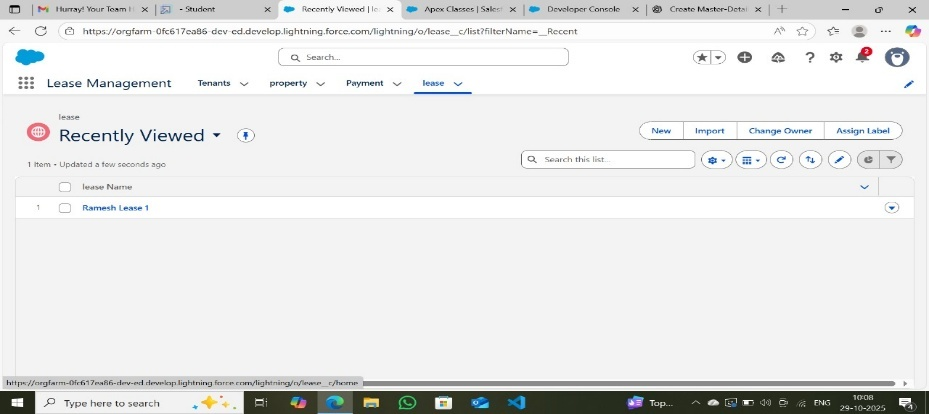 Hurray! Your Team H
- Student
Recently Viewed | le
Apex Classes | Salesf
Developer Console
Create Master-Detai
https://orgfarm-0fc617ea86-dev-ed.develop.lightning.force.com/lightning/o/lease__c/list?filterName=__Recent
Search...
2
Lease Management
Tenants
property
Payment
lease
lease
Recently Viewed
New
Import
Change Owner
Assign Label
1 item • Updated a few seconds ago
Search this list...
lease Name
1
Ramesh Lease 1
https://orgfarm-0fc617ea86-dev-ed.develop.lightning.force.com/lightning/o/lease__c/home
Type here to search
Top...
ENG
10:08
29-10-2025